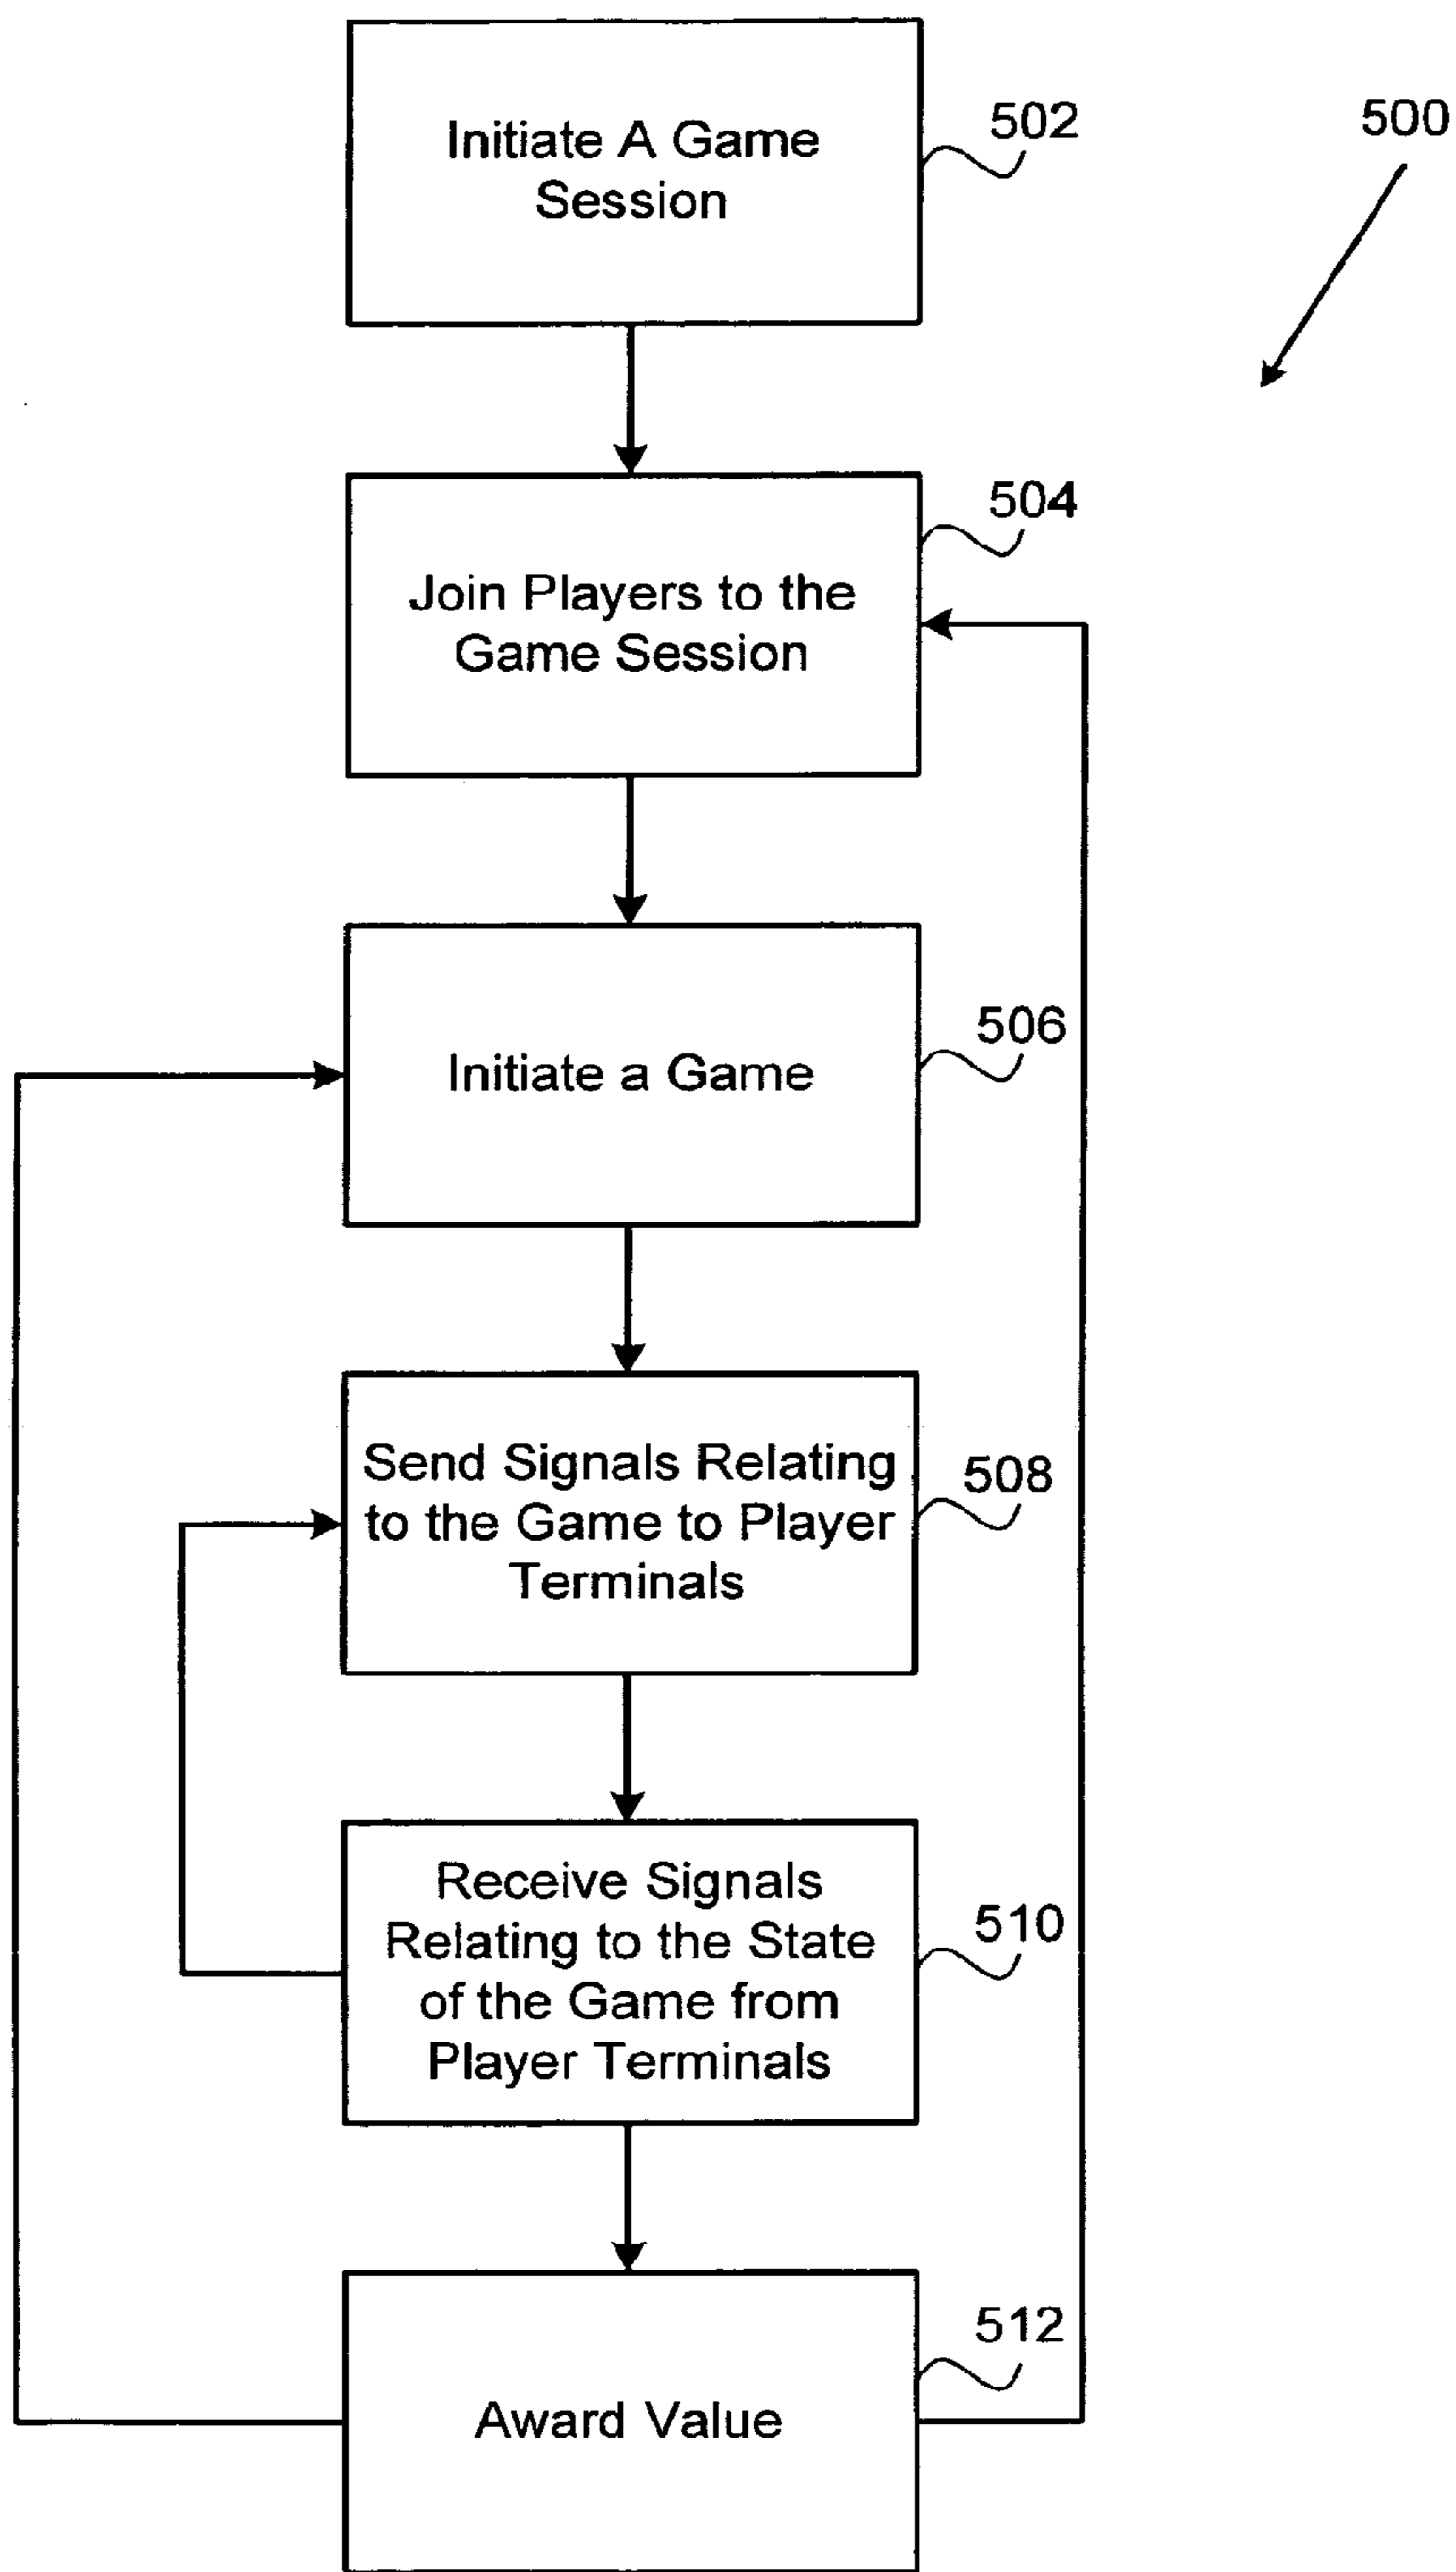 Initiate A Game
Session
502
500
Join Players to the
Game Session
504
Initiate a Game
506
Send Signals Relating
to the Game to Player
Terminals
508
Receive Signals
Relating to the State
of the Game from
Player Terminals
510
Award Value
512